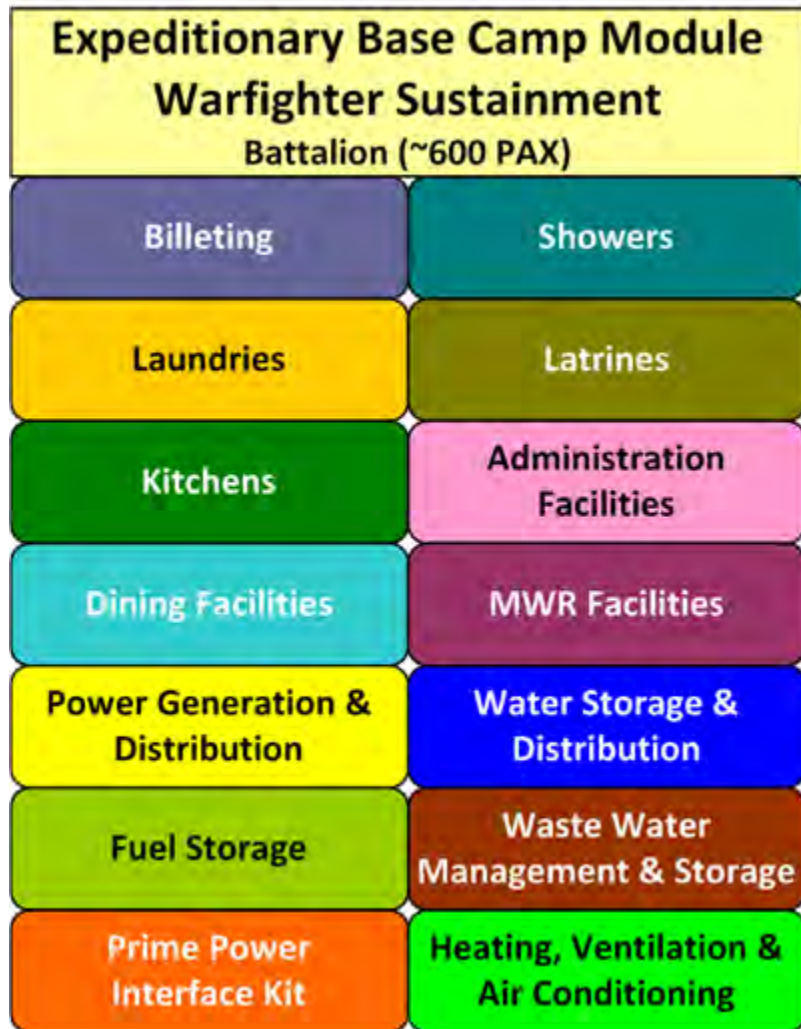 Expeditionary Base Camp Module
Warfighter Sustainment
Battalion (~600 PAX)
Billeting
Showers
Laundries
Latrines
Kitchens
Administration
Facilities
Dining Facilities
MWR Facilities
Power Generation &
Distribution
Water Storage &
Distribution
Fuel Storage
Waste Water
Management & Storage
Prime Power
Interface Kit
Heating, Ventilation &
Air Conditioning